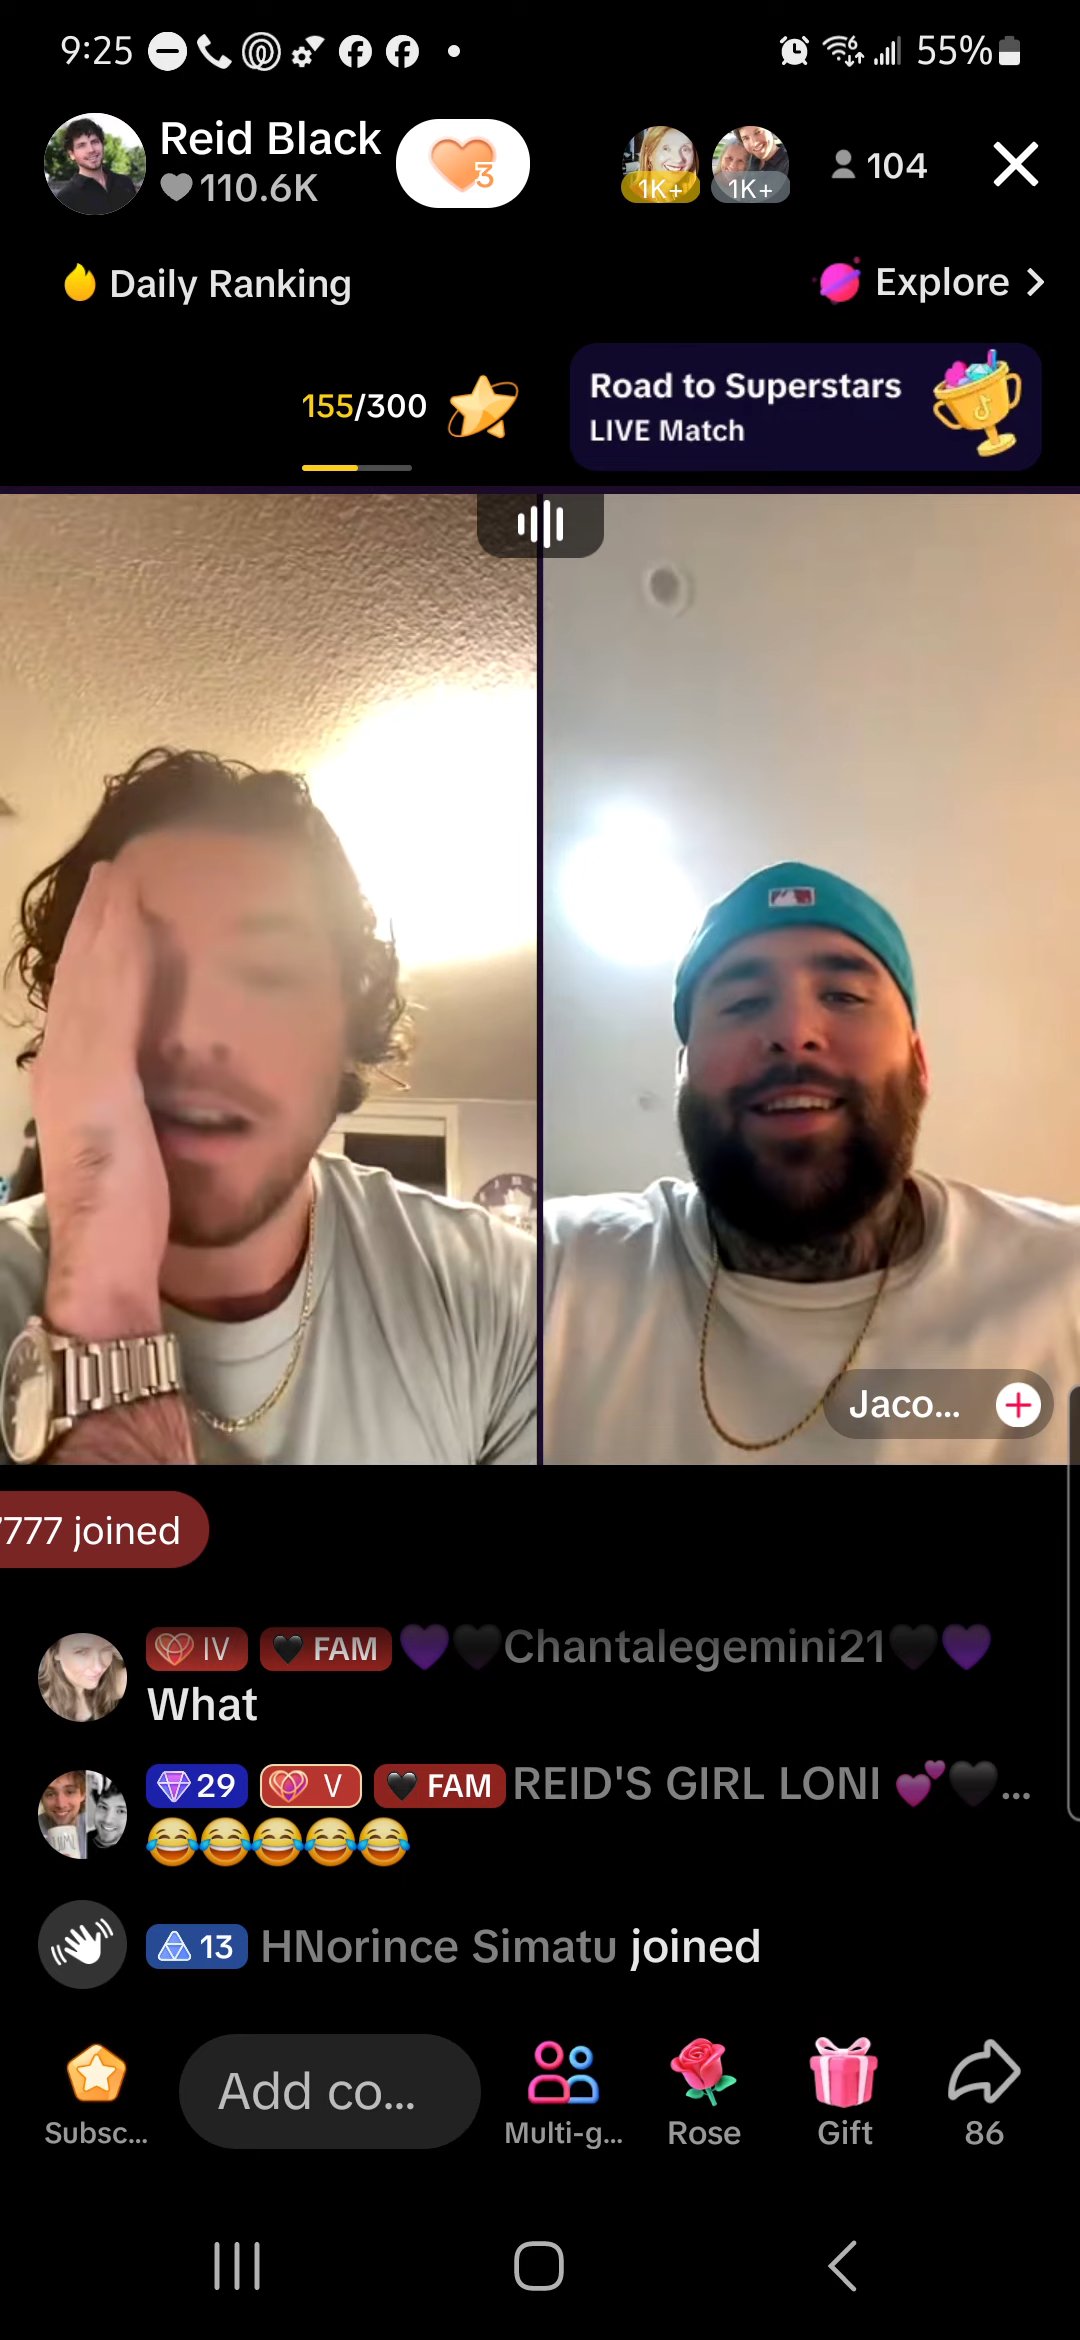 9:25
55%
Reid Black
110.6K
3
1K+
1K+
104
Daily Ranking
Explore
155/300
Road to Superstars
LIVE Match
Jaco...
7777 joined
IV FAM 💜🖤Chantalegemini21🖤💜
What
29 V FAM REID'S GIRL LONI 💕🖤...
😂😂😂😂😂
13 HNorince Simatu joined
Add co...
Subsc...
Multi-g...
Rose
Gift
86